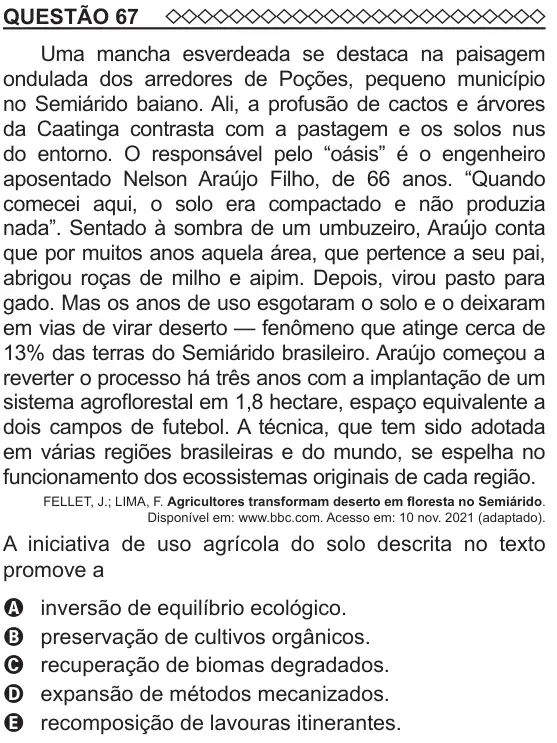 QUESTÃO 67
Uma mancha esverdeada se destaca na paisagem
ondulada dos arredores de Poções, pequeno município
no Semiárido baiano. Ali, a profusão de cactos e árvores
da Caatinga contrasta com a pastagem e os solos nus
do entorno. O responsável pelo “oásis” é o engenheiro
aposentado Nelson Araújo Filho, de 66 anos. “Quando
comecei aqui, o solo era compactado e não produzia
nada”. Sentado à sombra de um umbuzeiro, Araújo conta
que por muitos anos aquela área, que pertence a seu pai,
abrigou roças de milho e aipim. Depois, virou pasto para
gado. Mas os anos de uso esgotaram o solo e o deixaram
em vias de virar deserto — fenômeno que atinge cerca de
13% das terras do Semiárido brasileiro. Araújo começou a
reverter o processo há três anos com a implantação de um
sistema agroflorestal em 1,8 hectare, espaço equivalente a
dois campos de futebol. A técnica, que tem sido adotada
em várias regiões brasileiras e do mundo, se espelha no
funcionamento dos ecossistemas originais de cada região.
FELLET, J.; LIMA, F. Agricultores transformam deserto em floresta no Semiárido.
Disponível em: www.bbc.com. Acesso em: 10 nov. 2021 (adaptado).
A iniciativa de uso agrícola do solo descrita no texto
promove a
A inversão de equilíbrio ecológico.
B preservação de cultivos orgânicos.
C recuperação de biomas degradados.
D expansão de métodos mecanizados.
E recomposição de lavouras itinerantes.